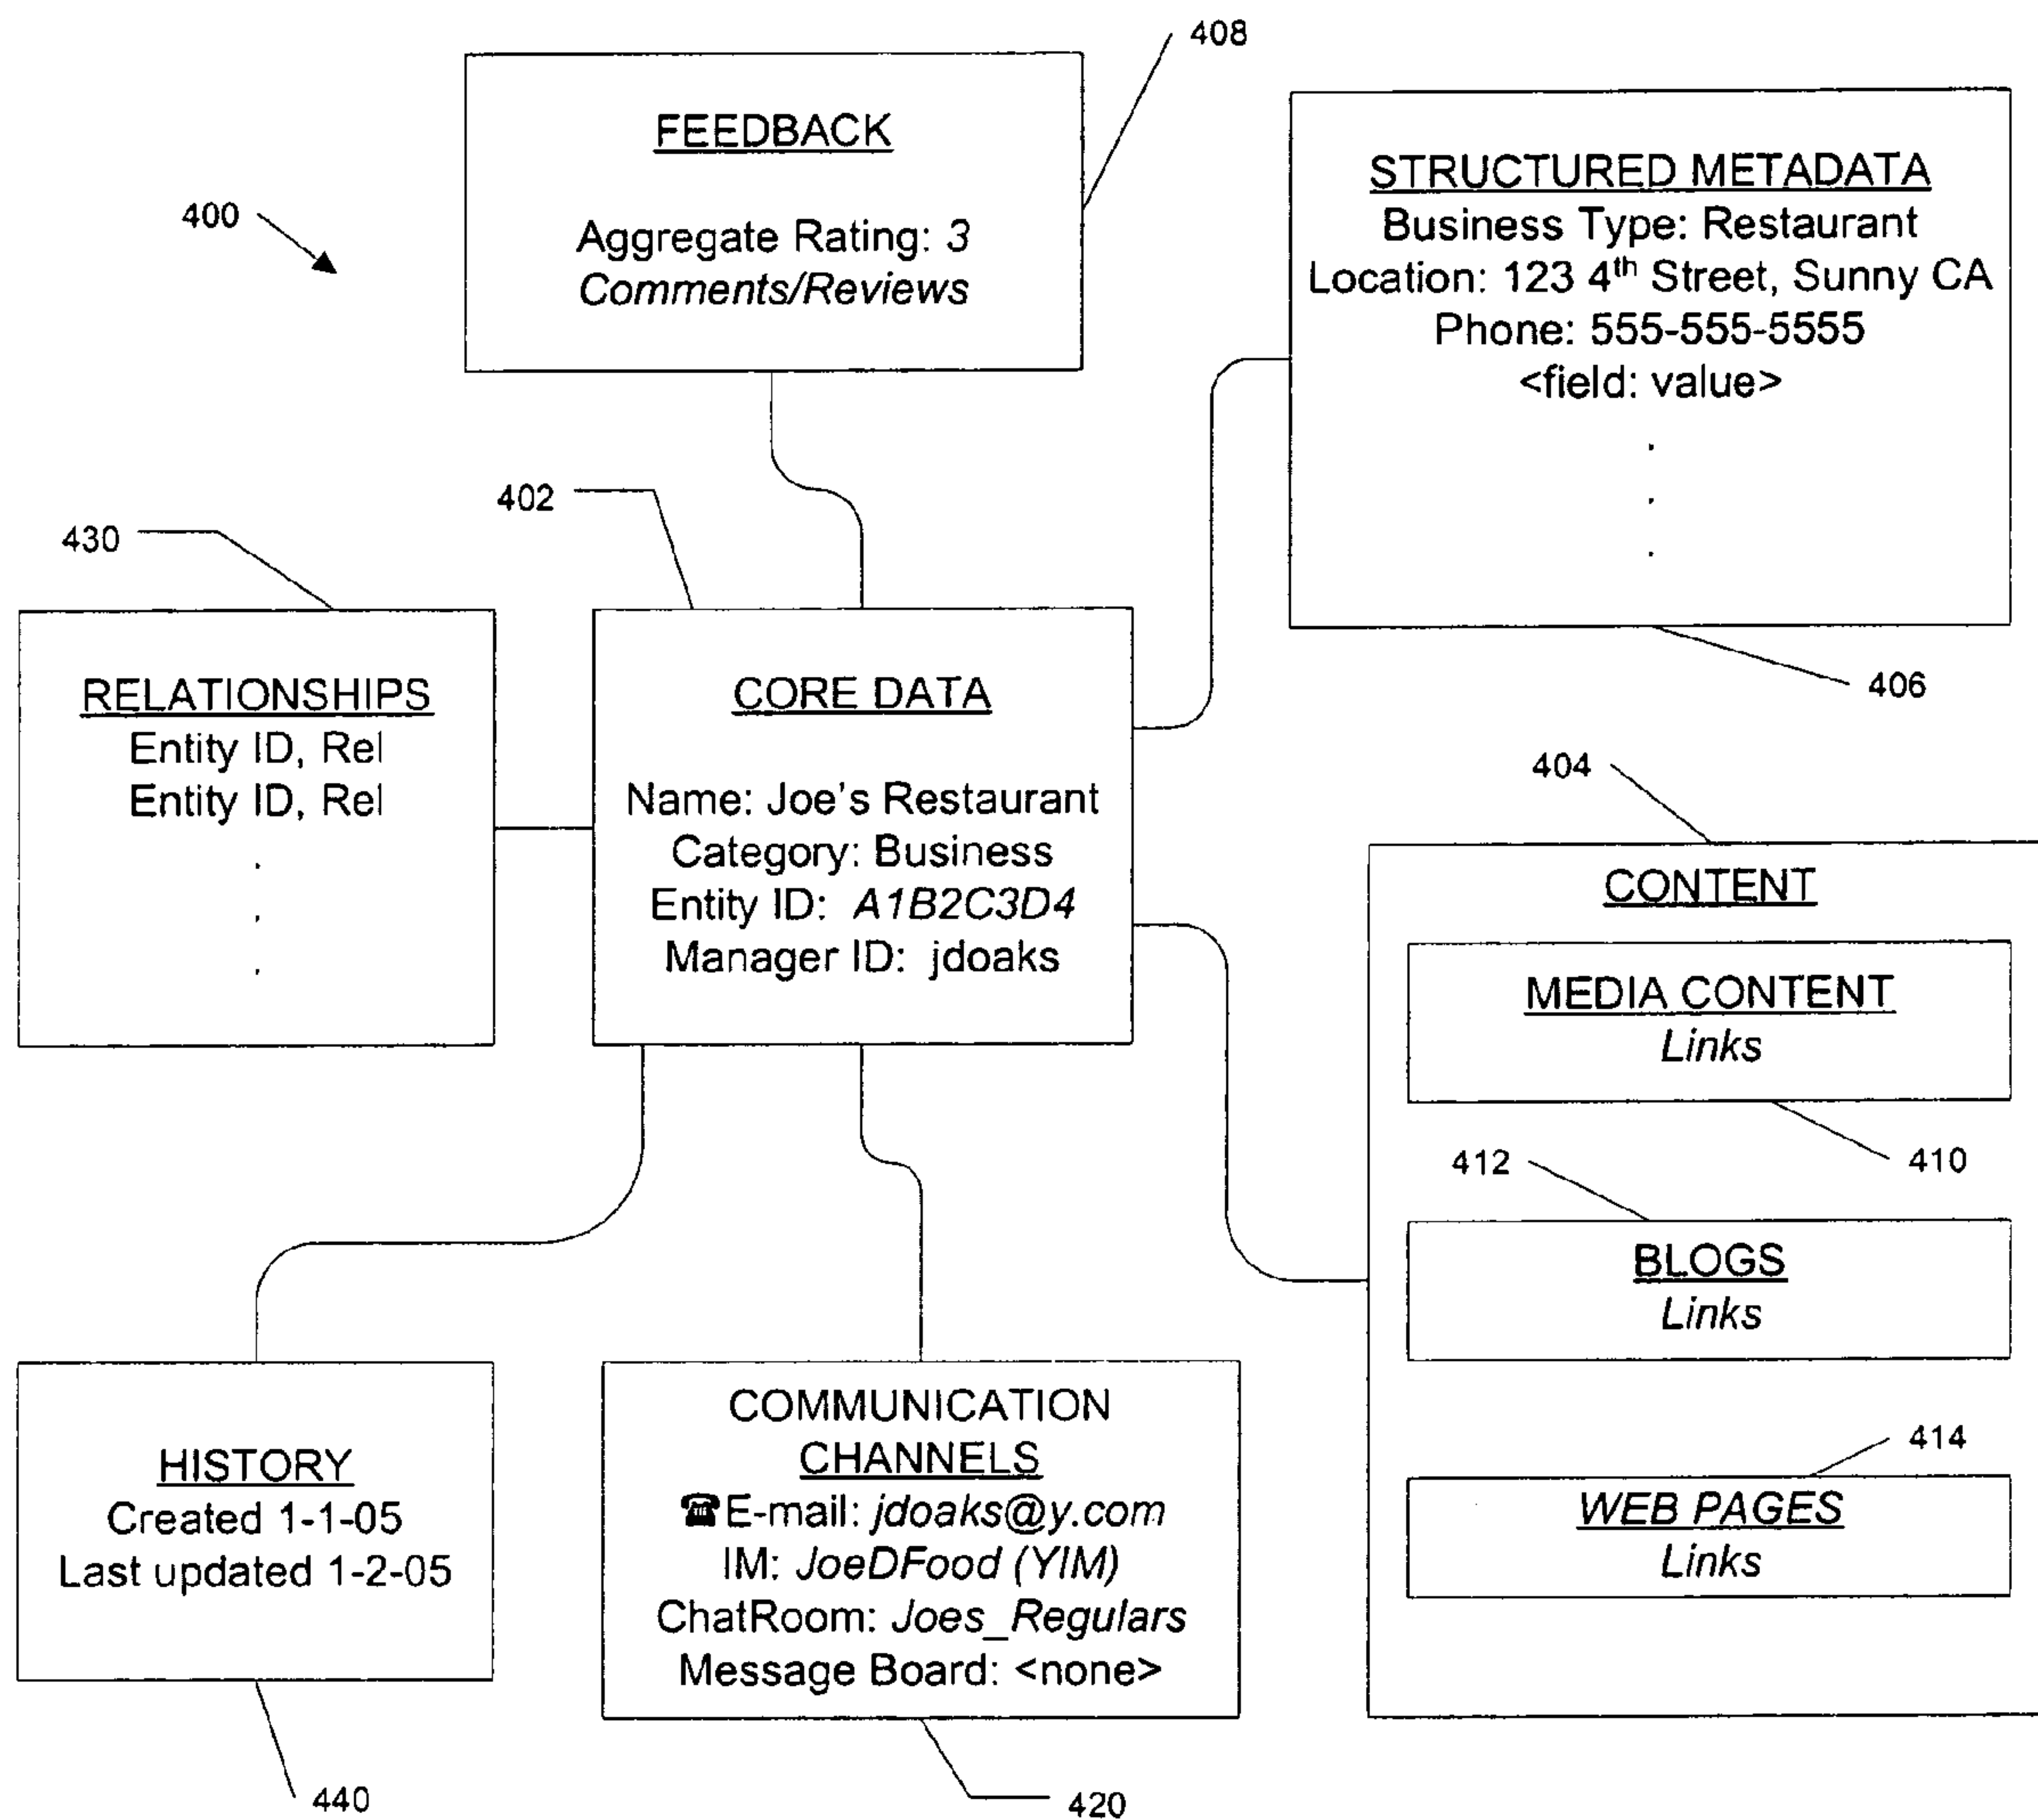 408
FEEDBACK
Aggregate Rating: 3
Comments/Reviews
400
STRUCTURED METADATA
Business Type: Restaurant
Location: 123 4th Street, Sunny CA
Phone: 555-555-5555
<field: value>
.
.
.
406
402
430
RELATIONSHIPS
Entity ID, Rel
Entity ID, Rel
.
.
.
CORE DATA
Name: Joe's Restaurant
Category: Business
Entity ID: A1B2C3D4
Manager ID: jdoaks
404
CONTENT
MEDIA CONTENT
Links
410
412
BLOGS
Links
414
WEB PAGES
Links
HISTORY
Created 1-1-05
Last updated 1-2-05
440
COMMUNICATION
CHANNELS
☎E-mail: jdoaks@y.com
IM: JoeDFood (YIM)
ChatRoom: Joes_Regulars
Message Board: <none>
420